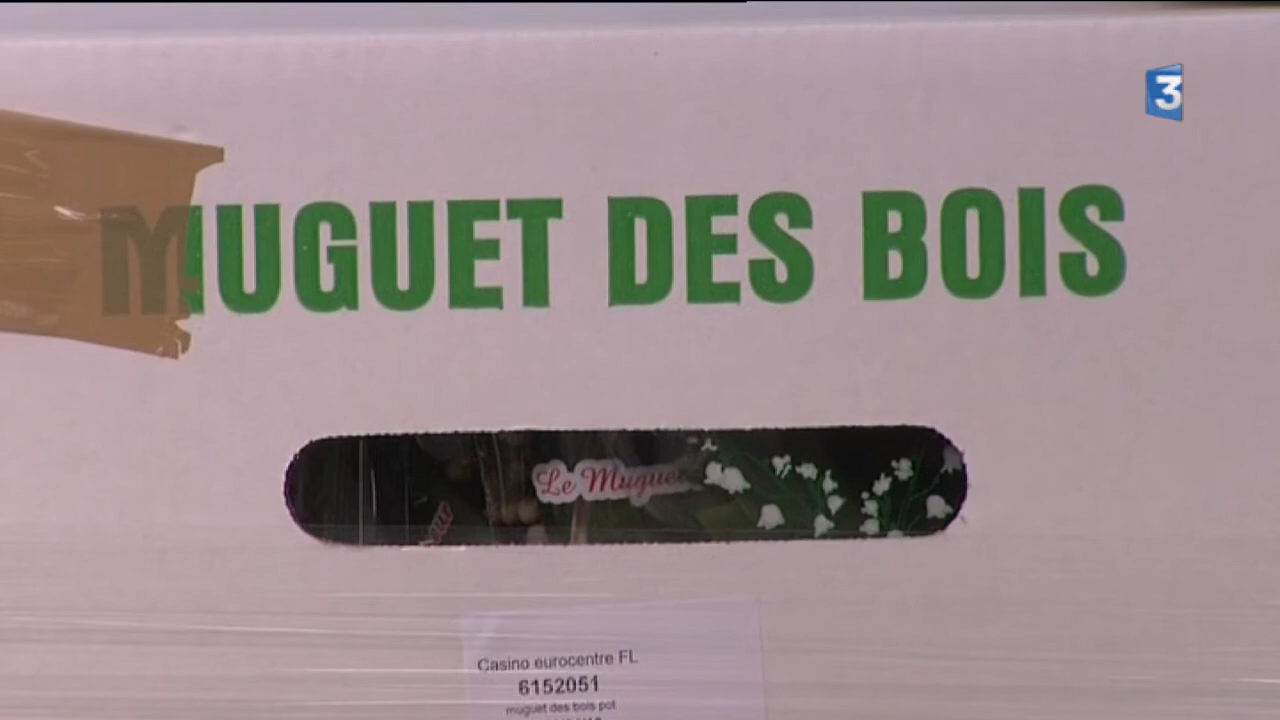 3
MUGUET DES BOIS
Le Muguet
Casino eurocentre FL
6152051
muguet des bois pot